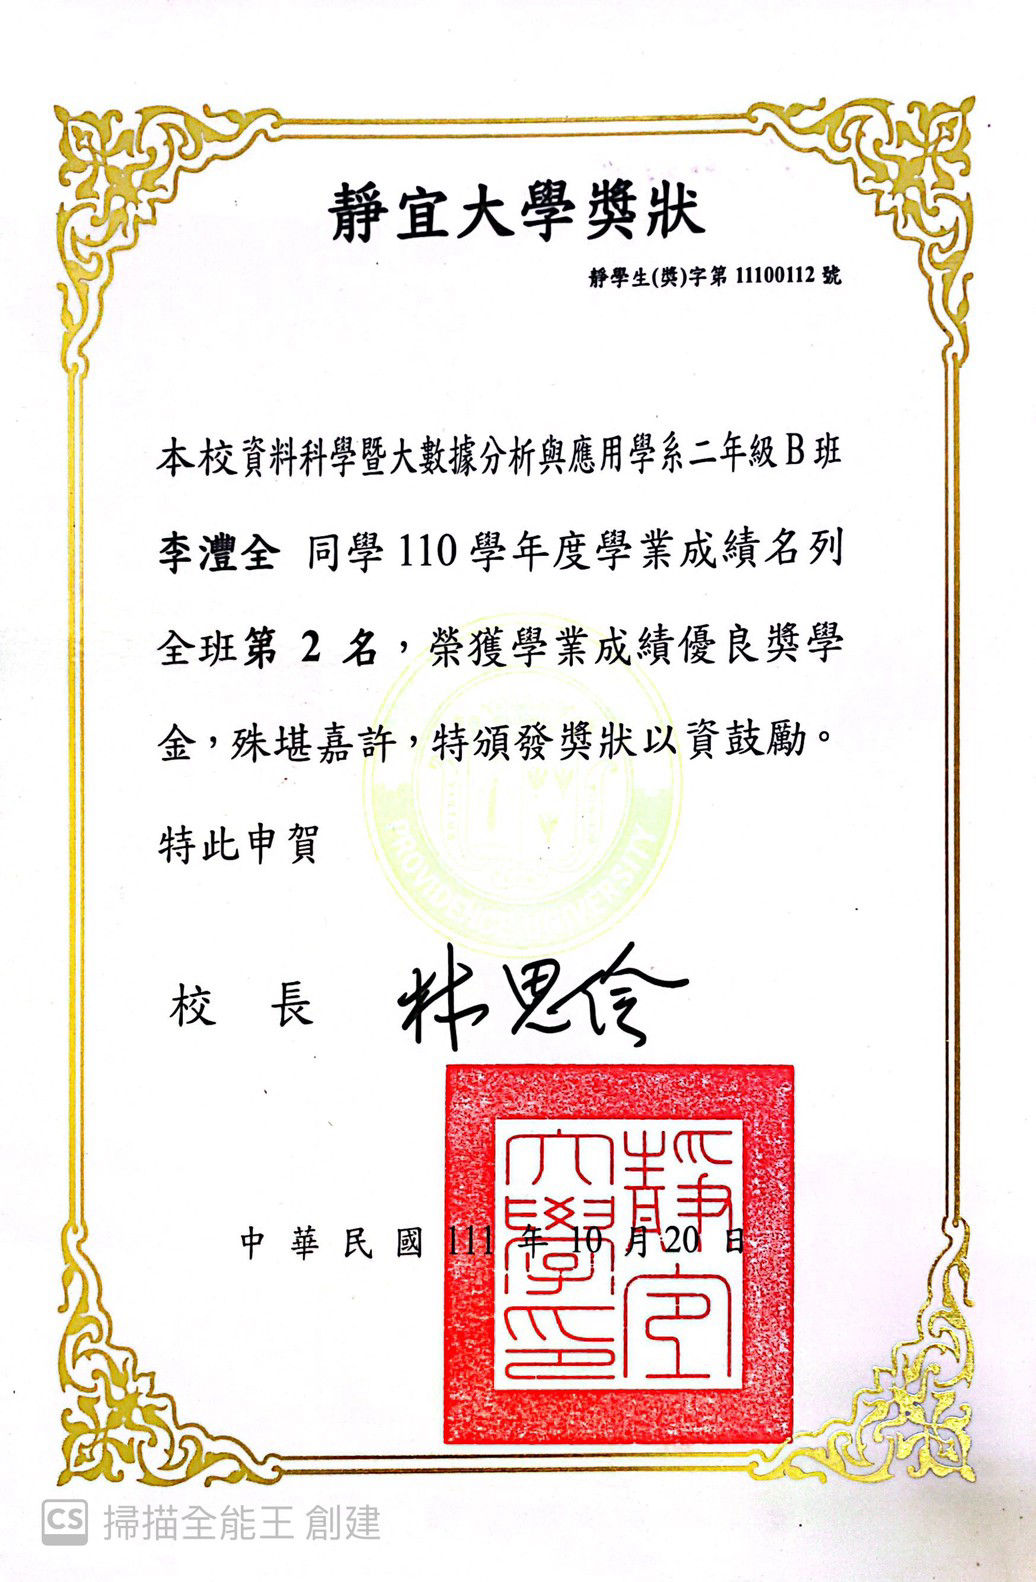 靜宜大學獎狀
靜學生(獎)字第 11100112 號
本校資料科學暨大數據分析與應用學系二年級B班
李灃全 同學 110 學年度學業成績名列
全班第 2 名，榮獲學業成績優良獎學
金，殊堪嘉許，特頒發獎狀以資鼓勵。
特此申賀
PROVIDENCE UNIVERSITY
校 長 林思伶
靜宜大學印
中 華 民 國 111 年 10 月 20 日
CS 掃描全能王 創建